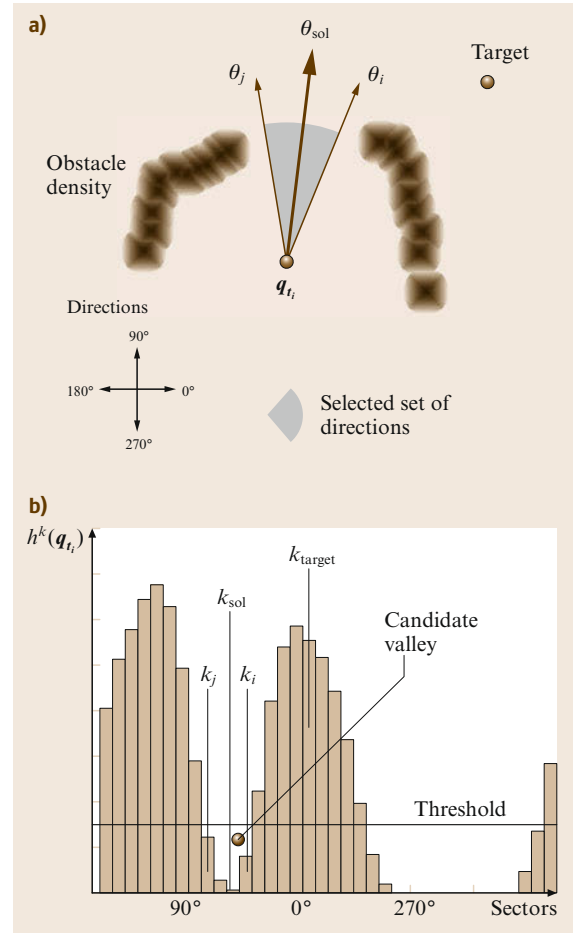 a)
θsol
θj
θi
Target
Obstacle
density
qti
Directions
90°
180°
0°
270°
Selected set of
directions
b)
hk(qti)
ktarget
ksol
Candidate
valley
kj
ki
Threshold
90°
0°
270°
Sectors